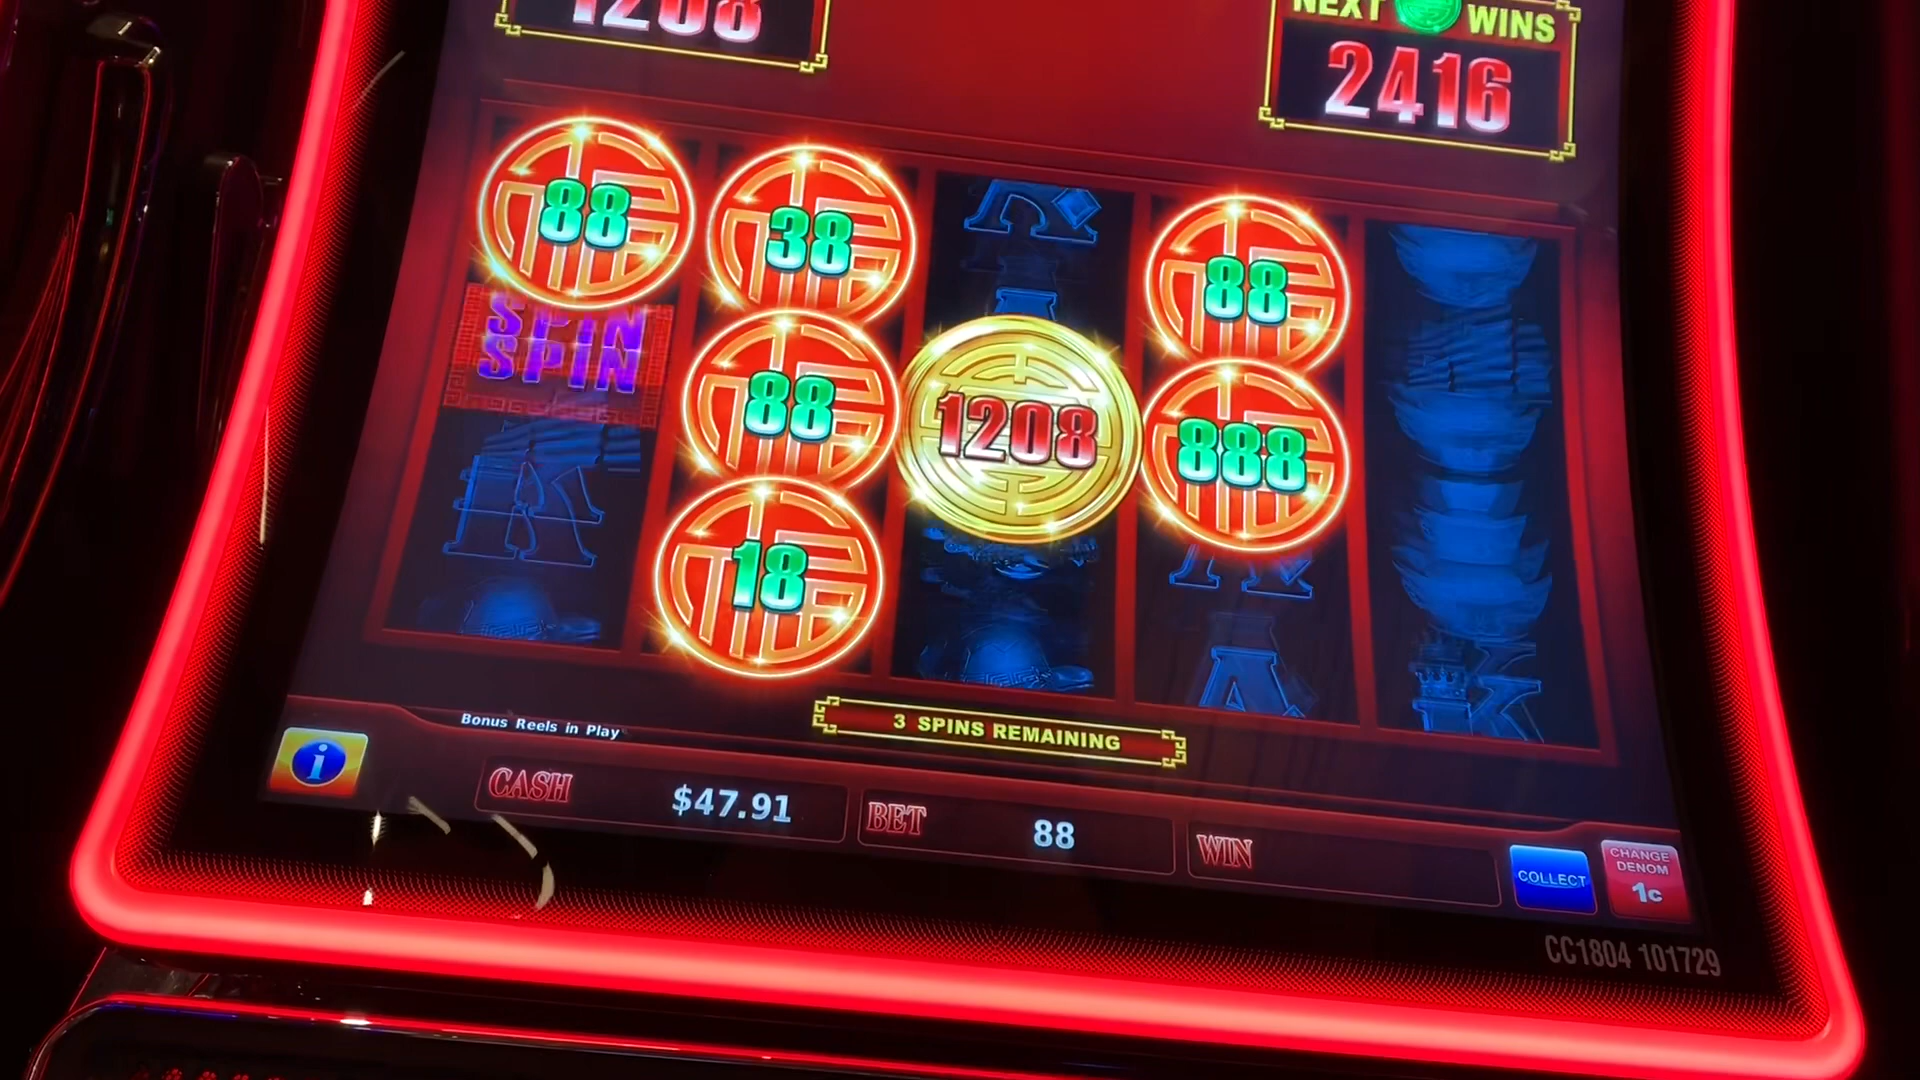 1208
NEXT WINS
2416
88
38
88
88
1208
888
18
SPIN
SPIN
K
A
K
3 SPINS REMAINING
Bonus Reels in Play
i
CASH $47.91
BET 88
WIN
COLLECT
CHANGE
DENOM
1¢
CC1804 101729